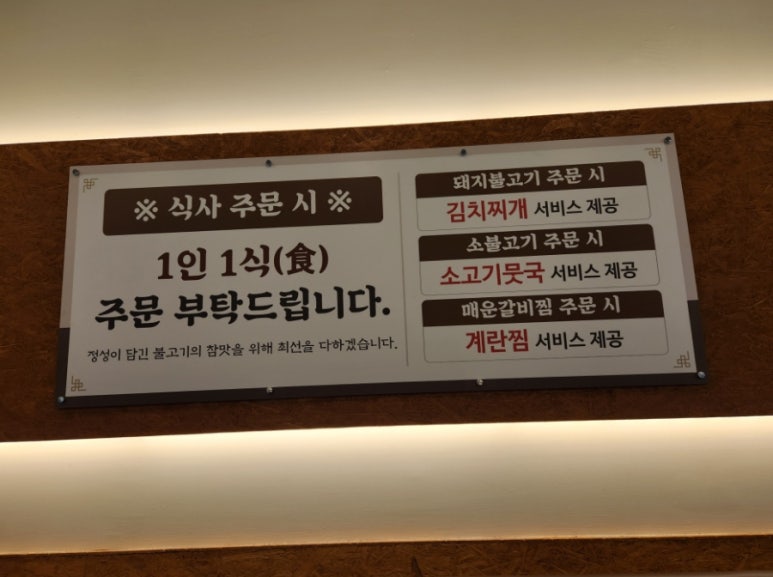 ※ 식사 주문 시 ※
1인 1식(食)
주문 부탁드립니다.
정성이 담긴 불고기의 참맛을 위해 최선을 다하겠습니다.
돼지불고기 주문 시
김치찌개 서비스 제공
소불고기 주문 시
소고기뭇국 서비스 제공
매운갈비찜 주문 시
계란찜 서비스 제공